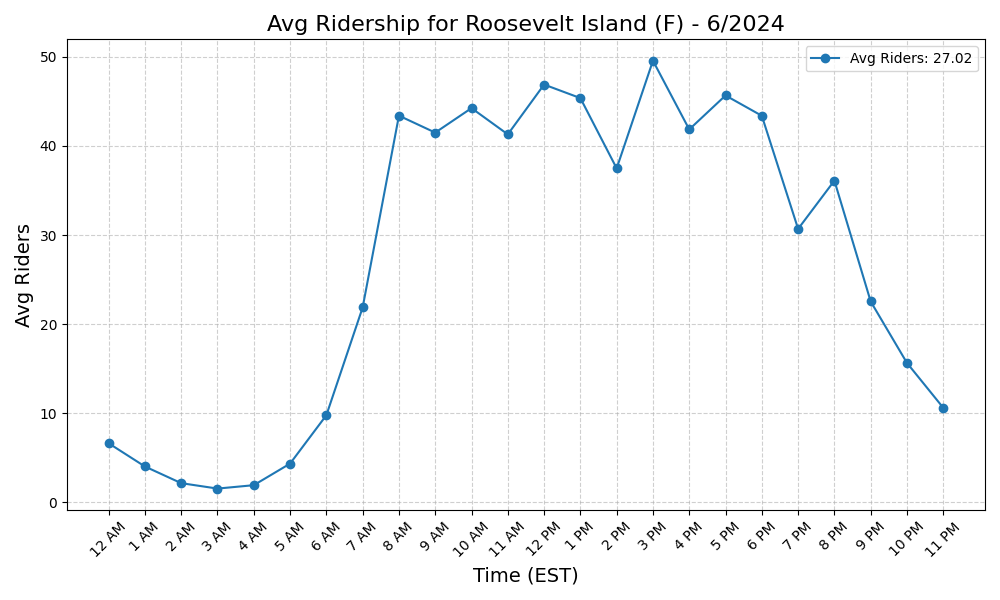 Avg Ridership for Roosevelt Island (F) - 6/2024
Avg Riders: 27.02
Avg Riders
50
40
30
20
10
0
12 AM
1 AM
2 AM
3 AM
4 AM
5 AM
6 AM
7 AM
8 AM
9 AM
10 AM
11 AM
12 PM
1 PM
2 PM
3 PM
4 PM
5 PM
6 PM
7 PM
8 PM
9 PM
10 PM
11 PM
Time (EST)